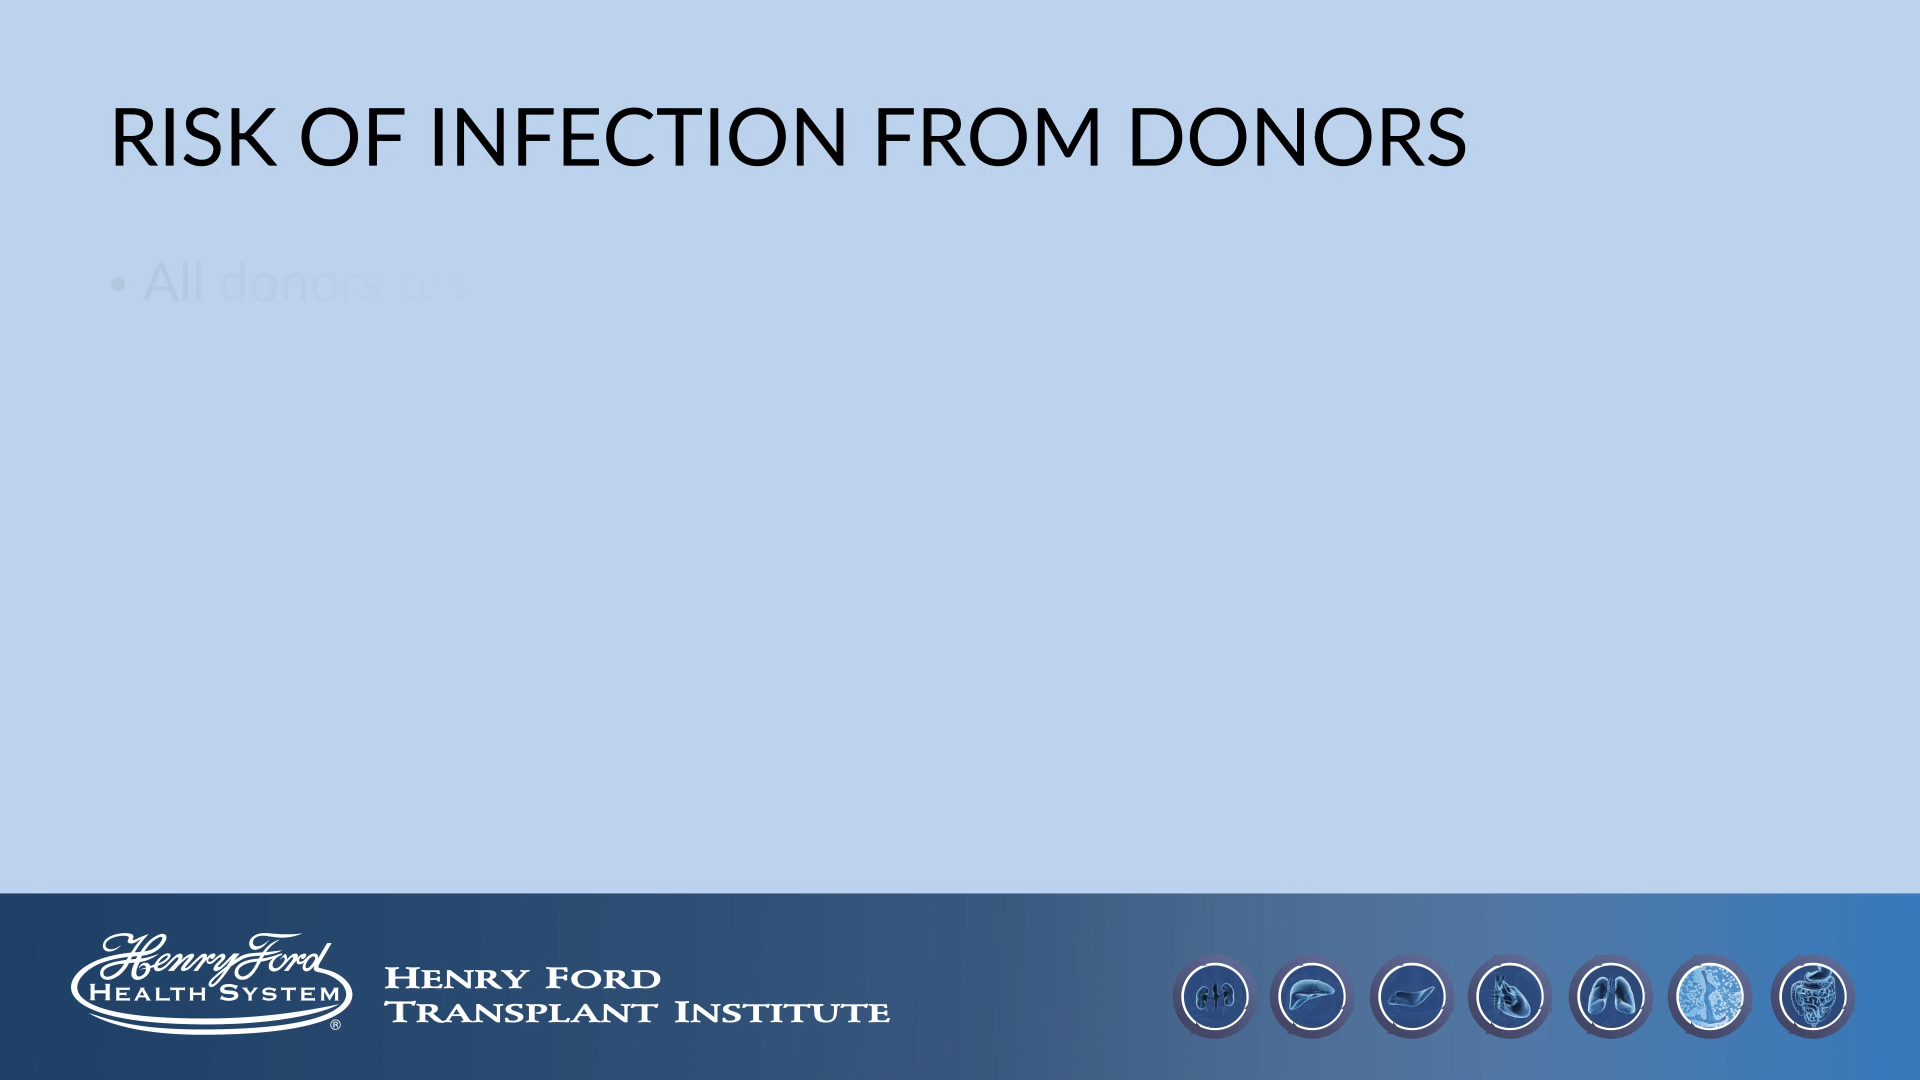 RISK OF INFECTION FROM DONORS
• All donors
Henry Ford
HEALTH SYSTEM
®
HENRY FORD
TRANSPLANT INSTITUTE